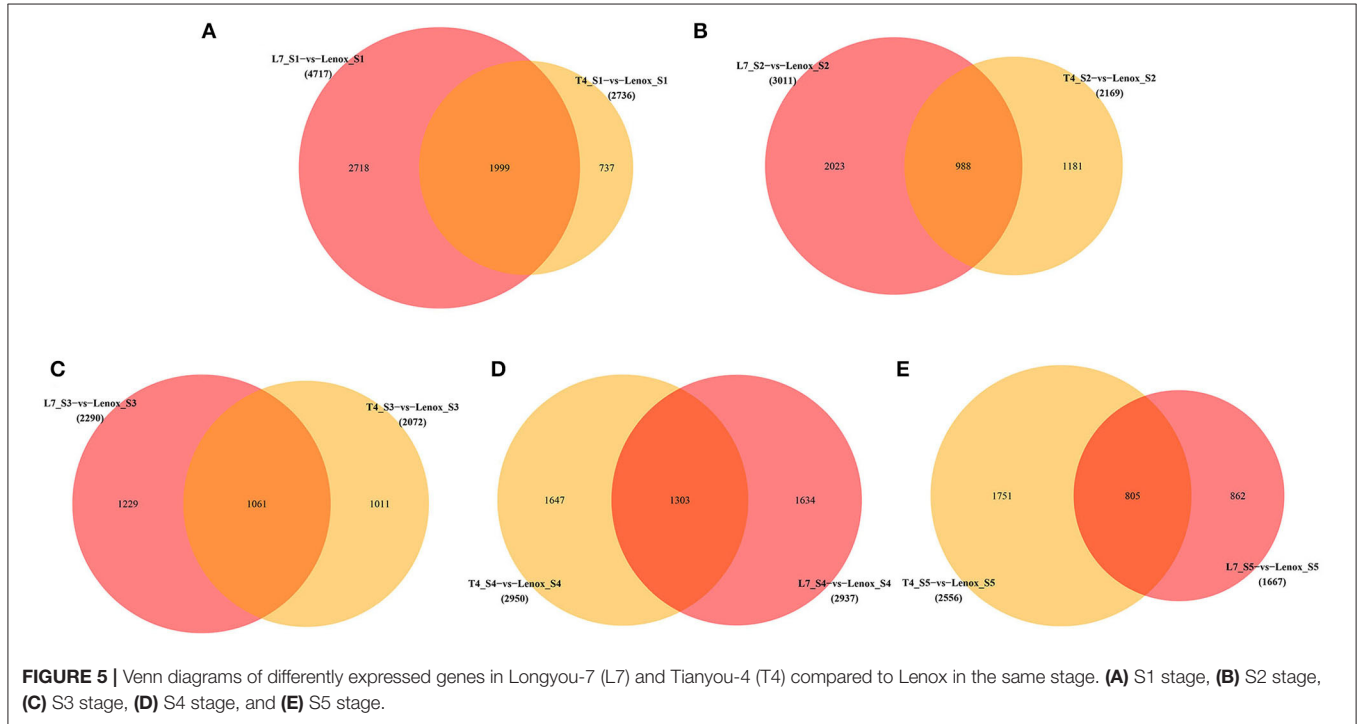 A
L7_S1-vs-Lenox_S1
(4717)
T4_S1-vs-Lenox_S1
(2736)
2718
1999
737
B
L7_S2-vs-Lenox_S2
(3011)
T4_S2-vs-Lenox_S2
(2169)
2023
988
1181
C
L7_S3-vs-Lenox_S3
(2290)
T4_S3-vs-Lenox_S3
(2072)
1229
1061
1011
D
1647
1303
1634
T4_S4-vs-Lenox_S4
(2950)
L7_S4-vs-Lenox_S4
(2937)
E
1751
805
862
L7_S5-vs-Lenox_S5
(1667)
T4_S5-vs-Lenox_S5
(2556)
FIGURE 5 | Venn diagrams of differently expressed genes in Longyou-7 (L7) and Tianyou-4 (T4) compared to Lenox in the same stage. (A) S1 stage, (B) S2 stage,
(C) S3 stage, (D) S4 stage, and (E) S5 stage.